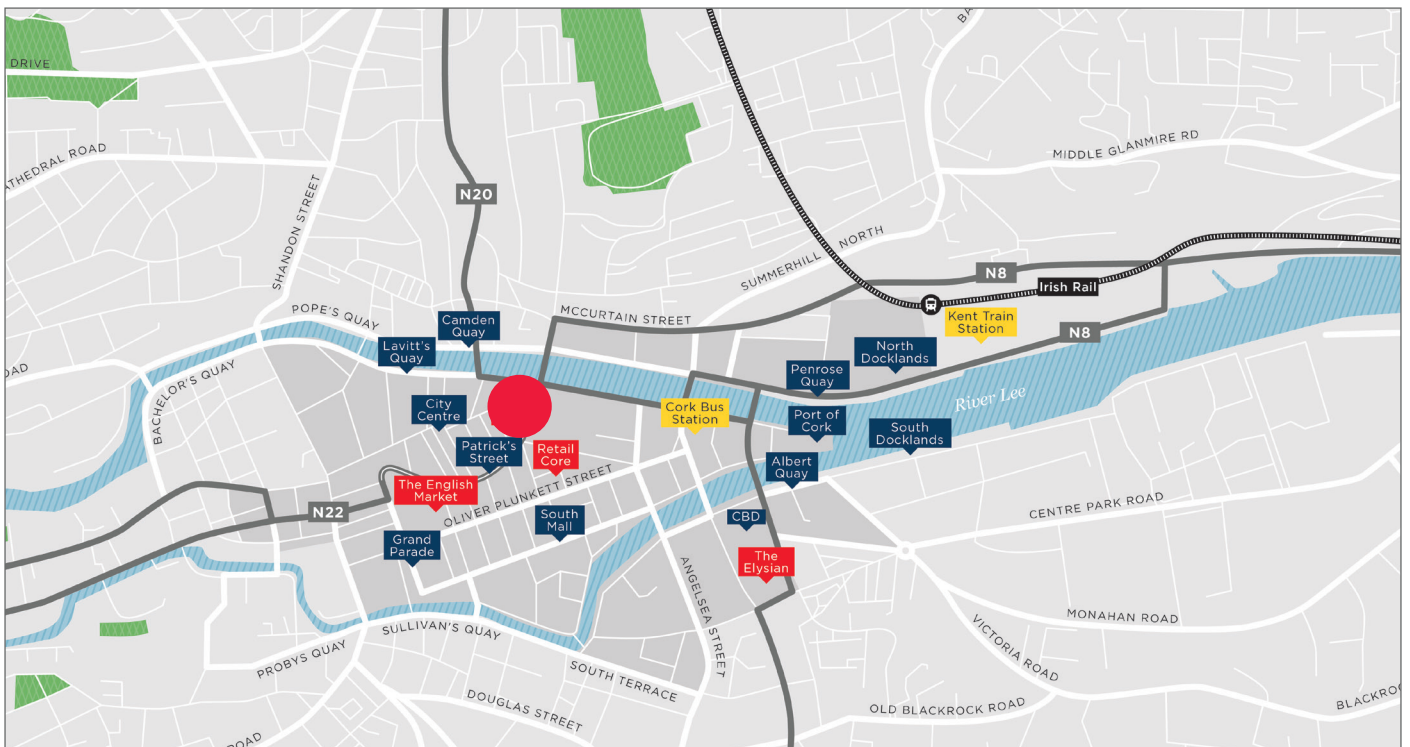 DRIVE
BA
MIDDLE GLANMIRE RD
ATHEDRAL ROAD
N20
SHANDON STREET
SUMMERHILL NORTH
N8
Irish Rail
POPE'S QUAY
Camden
Quay
MCCURTAIN STREET
Kent Train
Station
N8
Lavitt's
Quay
North
Docklands
OAD
BACHELOR'S QUAY
Penrose
Quay
River Lee
City
Centre
Cork Bus
Station
Port of
Cork
South
Docklands
Patrick's
Street
Retail
Core
Albert
Quay
The English
Market
OLIVER PLUNKETT STREET
N22
South
Mall
CBD
CENTRE PARK ROAD
Grand
Parade
The
Elysian
ANGELSEA STREET
MONAHAN ROAD
SULLIVAN'S QUAY
PROBYS QUAY
VICTORIA ROAD
SOUTH TERRACE
DOUGLAS STREET
OLD BLACKROCK ROAD
BLACKRO
ROAD